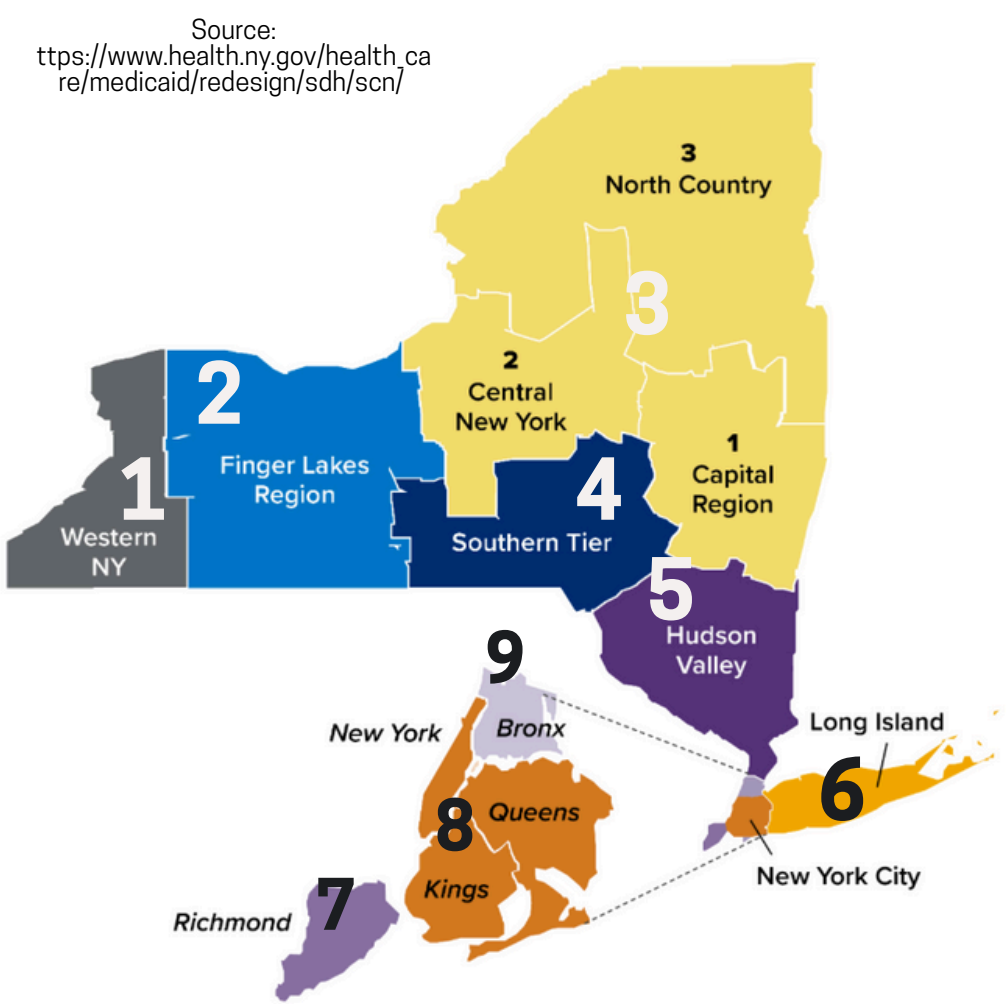 Source:
ttps://www.health.ny.gov/health_ca
re/medicaid/redesign/sdh/scn/
3
North Country
3
2
Central
New York
2
Finger Lakes
Region
1
Western
NY
1
Capital
Region
4
Southern Tier
5
Hudson
Valley
9
New York
Bronx
Long Island
6
8
Queens
New York City
Kings
7
Richmond